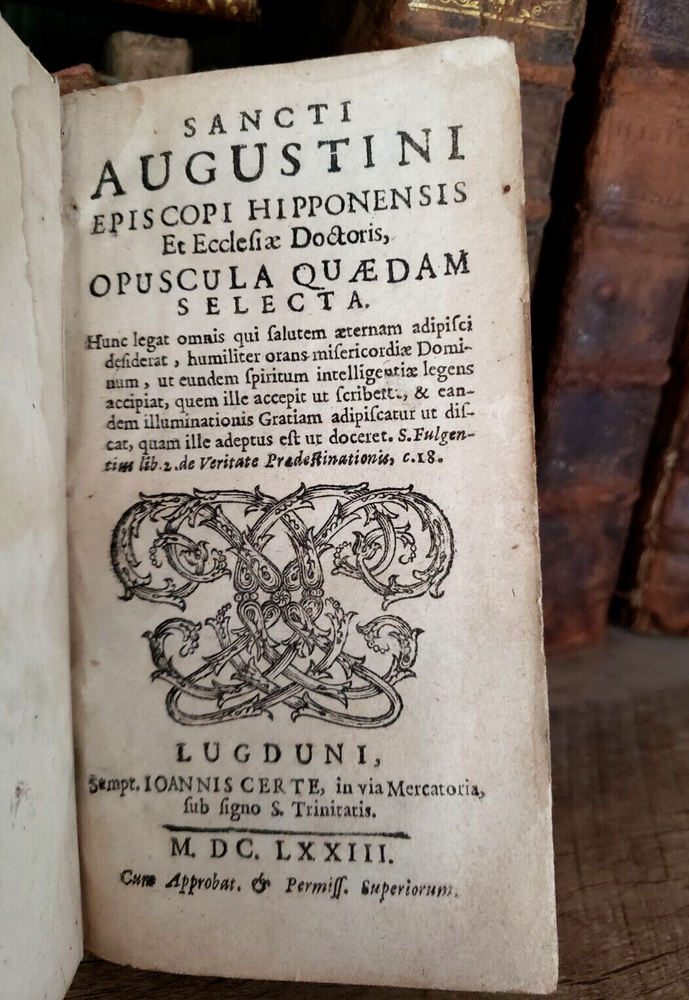 SANCTI
AUGUSTINI
EPISCOPI HIPPONENSIS
Et Ecclesiæ Doctoris,
OPUSCULA QUÆDAM
SELECTA.
Hunc legat omnis qui ſalutem æternam adipiſci
deſiderat, humiliter orans miſericordiæ Domi-
num, ut eundem ſpiritum intelligentiæ legens
accipiat, quem ille accepit ut ſcriberet, & ean-
dem illuminationis Gratiam adipiſcatur ut diſ-
cat, quam ille adeptus eſt ut doceret. S. Fulgen-
tius lib. 2. de Veritate Prædeſtinationis, c. 18.
LUGDUNI,
Sumpt. IOANNIS CERTE, in via Mercatoria,
ſub ſigno S. Trinitatis.
M. DC. LXXIII.
Cum Approbat. & Permiſſ. Superiorum.